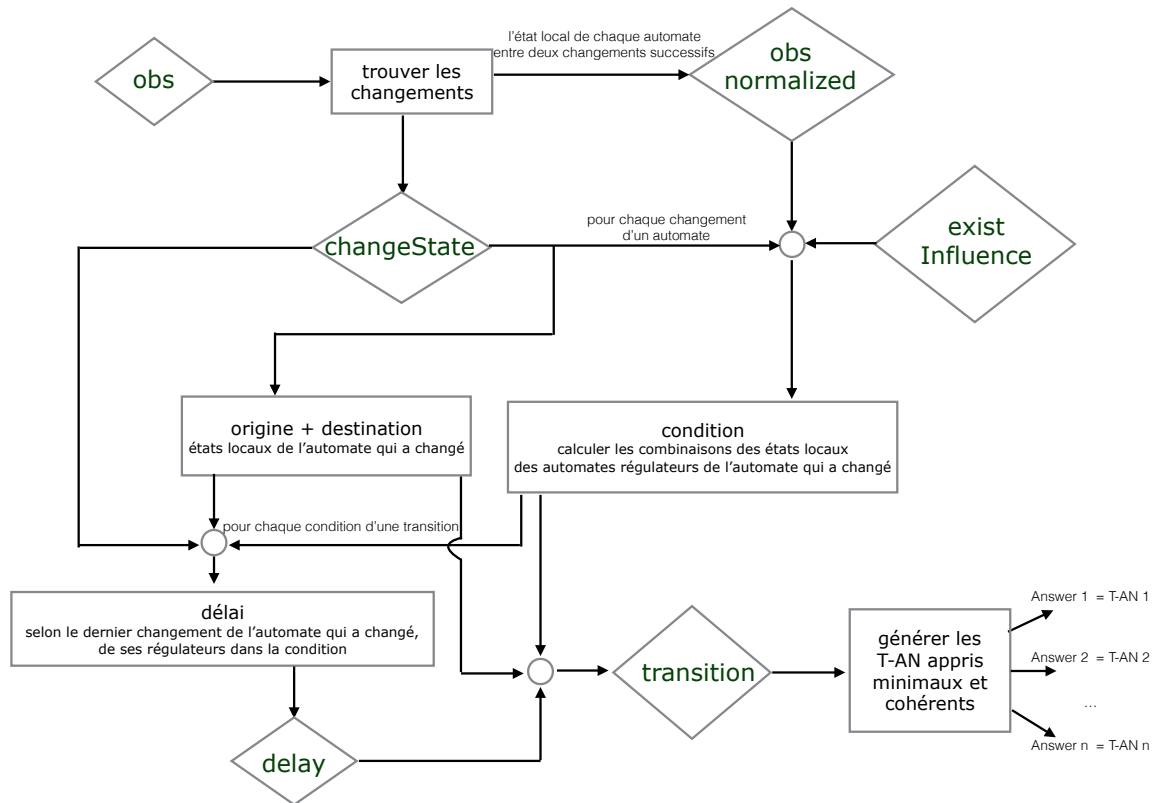 l'état local de chaque automate
entre deux changements successifs
obs
trouver les
changements
obs
normalized
pour chaque changement
d'un automate
changeState
exist
Influence
origine + destination
états locaux de l'automate qui a changé
condition
calculer les combinaisons des états locaux
des automates régulateurs de l'automate qui a changé
pour chaque condition d'une transition
délai
selon le dernier changement de l'automate qui a changé,
de ses régulateurs dans la condition
Answer 1 = T-AN 1
générer les
T-AN appris
minimaux et
cohérents
Answer 2 = T-AN 2
transition
...
Answer n = T-AN n
delay